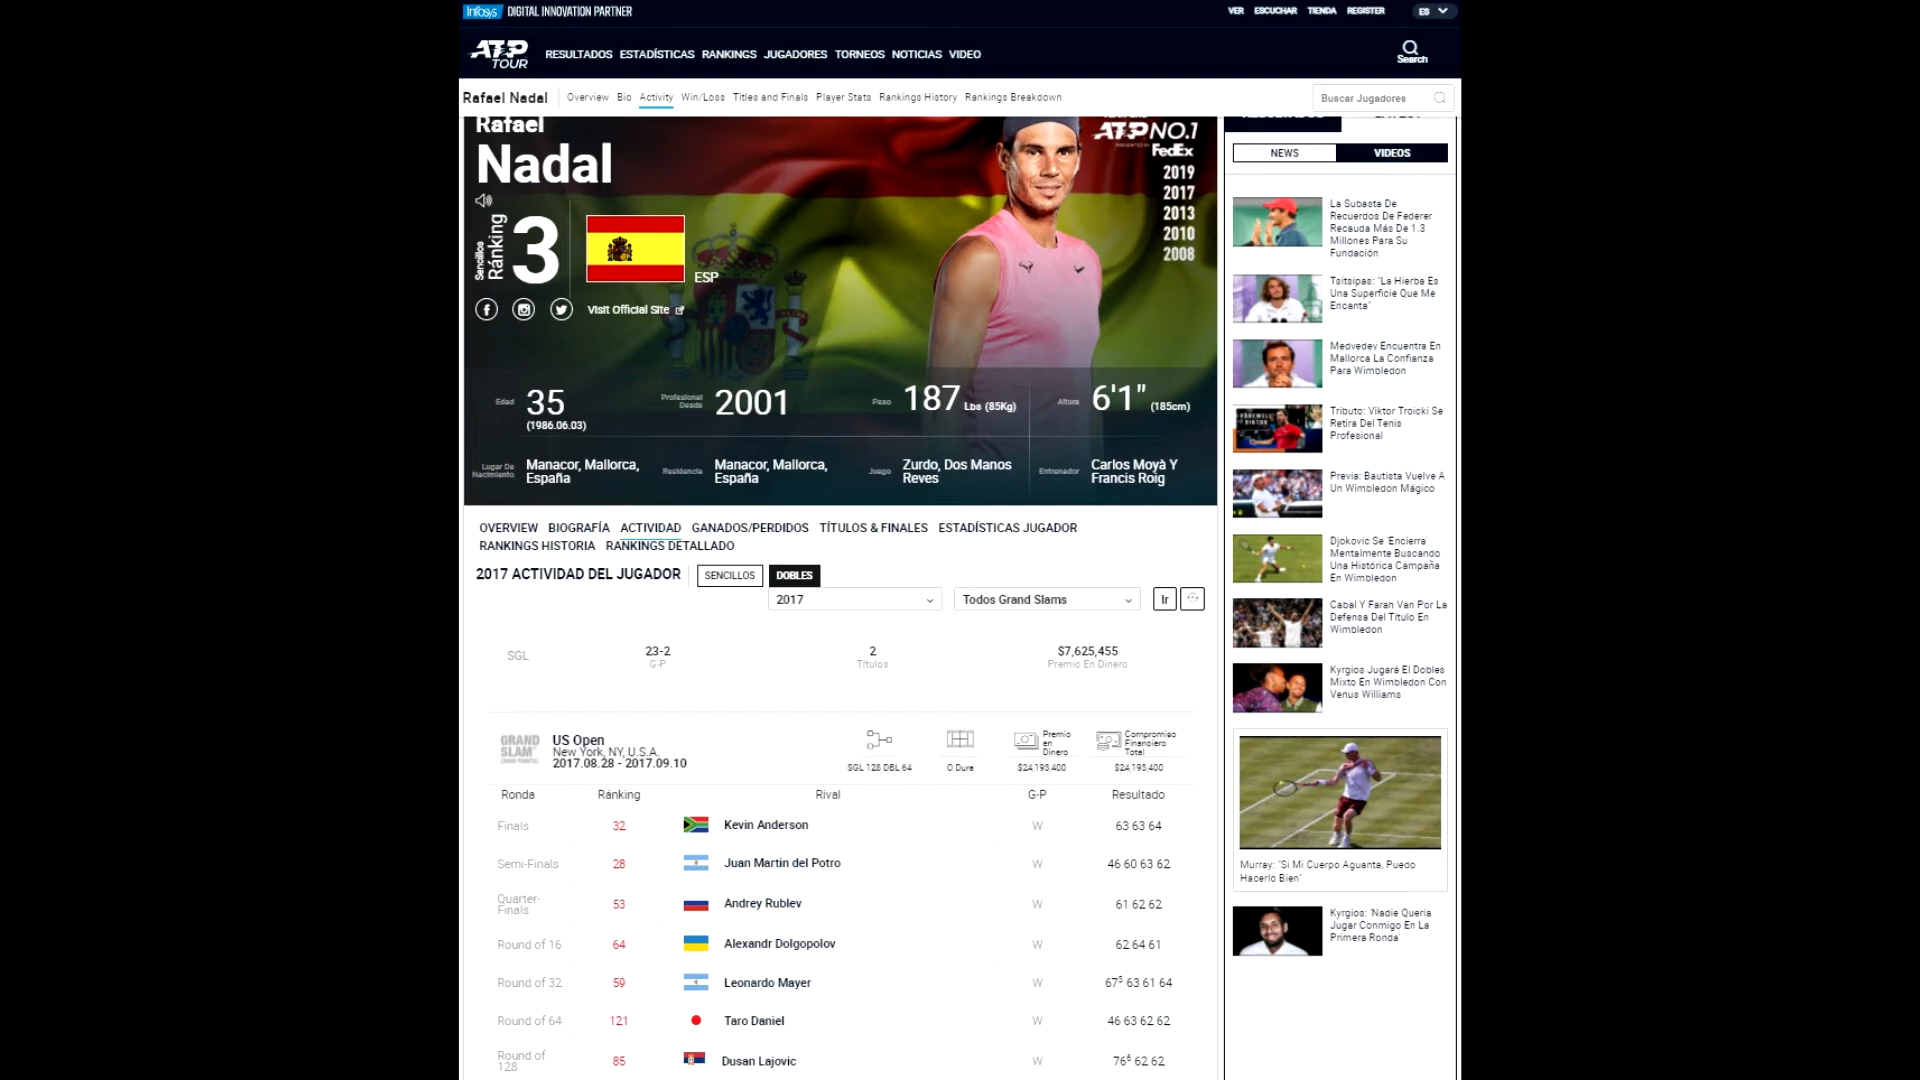 Infosys DIGITAL INNOVATION PARTNER
VER ESCUCHAR TIENDA REGISTER ES
ATP TOUR
RESULTADOS ESTADÍSTICAS RANKINGS JUGADORES TORNEOS NOTICIAS VIDEO
Search
Rafael Nadal Overview Bio Activity Win/Loss Titles and Finals Player Stats Rankings History Rankings Breakdown
Buscar Jugadores
Rafael
Nadal
Sencillos
Ránking
3
ESP
Visit Official Site
ATP NO.1
PRESENTED BY
FedEx
2019
2017
2013
2010
2008
Edad 35
(1986.06.03)
Profesional Desde 2001
Peso 187 Lbs (85Kg)
Altura 6'1" (185cm)
Lugar De Nacimiento Manacor, Mallorca, España
Residencia Manacor, Mallorca, España
Juego Zurdo, Dos Manos Reves
Entrenador Carlos Moyà Y Francis Roig
OVERVIEW BIOGRAFÍA ACTIVIDAD GANADOS/PERDIDOS TÍTULOS & FINALES ESTADÍSTICAS JUGADOR
RANKINGS HISTORIA RANKINGS DETALLADO
2017 ACTIVIDAD DEL JUGADOR SENCILLOS DOBLES
2017 Todos Grand Slams Ir
SGL 23-2 2 $7,625,455
G-P Títulos Premio En Dinero
GRAND SLAM
US Open
New York, NY, U.S.A.
2017.08.28 - 2017.09.10
SGL 128 DBL 64
O Dura
Premio en Dinero
$24,193,400
Compromiso Financiero Total
$24,193,400
Ronda Ránking Rival G-P Resultado
Finals 32 Kevin Anderson W 63 63 64
Semi-Finals 28 Juan Martin del Potro W 46 60 63 62
Quarter-Finals 53 Andrey Rublev W 61 62 62
Round of 16 64 Alexandr Dolgopolov W 62 64 61
Round of 32 59 Leonardo Mayer W 67⁵ 63 61 64
Round of 64 121 Taro Daniel W 46 63 62 62
Round of 128 85 Dusan Lajovic W 76⁶ 62 62
NEWS VIDEOS
La Subasta De
Recuerdos De Federer
Recauda Más De 1.3
Millones Para Su
Fundación
Tsitsipas: "La Hierba Es
Una Superficie Que Me
Encanta"
Medvedev Encuentra En
Mallorca La Confianza
Para Wimbledon
Tributo: Viktor Troicki Se
Retira Del Tenis
Profesional
Previa: Bautista Vuelve A
Un Wimbledon Mágico
Djokovic Se 'Encierra'
Mentalmente Buscando
Una Histórica Campaña
En Wimbledon
Cabal Y Farah Van Por La
Defensa Del Título En
Wimbledon
Kyrgios Jugará El Dobles
Mixto En Wimbledon Con
Venus Williams
Murray: "Si Mi Cuerpo Aguanta, Puedo
Hacerlo Bien"
Kyrgios: 'Nadie Quería
Jugar Conmigo En La
Primera Ronda'